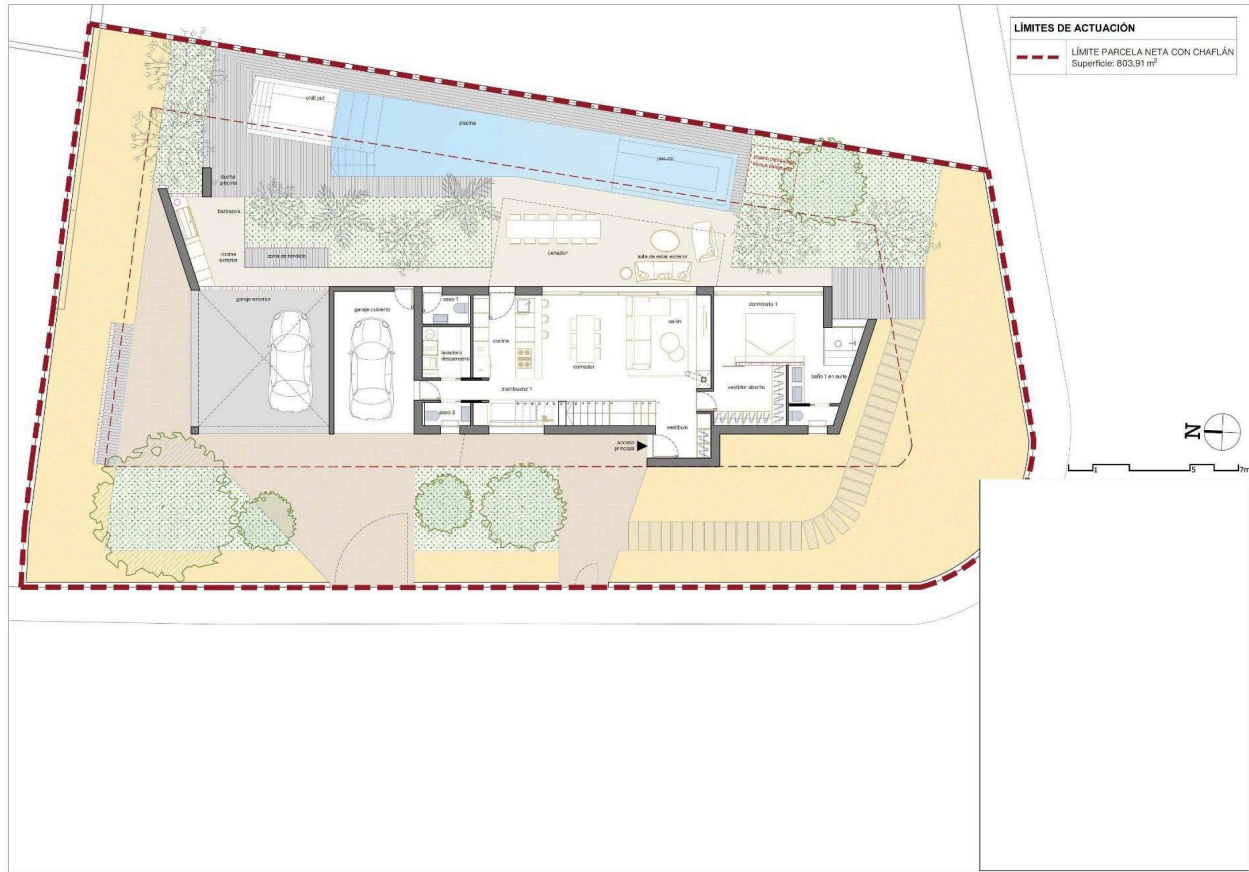 LÍMITES DE ACTUACIÓN
LÍMITE PARCELA NETA CON CHAFLÁN
Superficie: 803,91 m²
chill out
piscina
jacuzzi
ducha
piscina
barbacoa
cocina
exterior
zona de tendido
cenador
sala de estar exterior
garaje exterior
garaje cubierto
aseo 1
dormitorio 1
salón
cocina
lavadero
despensero
comedor
vestidor abierto
baño 1 en suite
distribuidor 1
aseo 2
vestíbulo
acceso
principal
N
1
5
7m